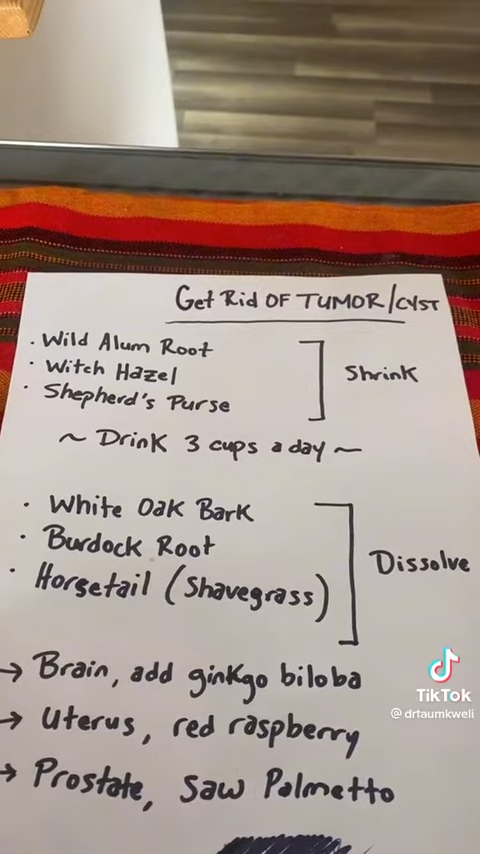 Get Rid OF TUMOR/CYST
· Wild Alum Root
· Witch Hazel
· Shepherd's Purse
Shrink
~ Drink 3 cups a day ~
· White Oak Bark
· Burdock Root
· Horsetail (Shavegrass)
Dissolve
→ Brain, add ginkgo biloba
→ Uterus, red raspberry
→ Prostate, Saw Palmetto
TikTok
@drtaumkweli